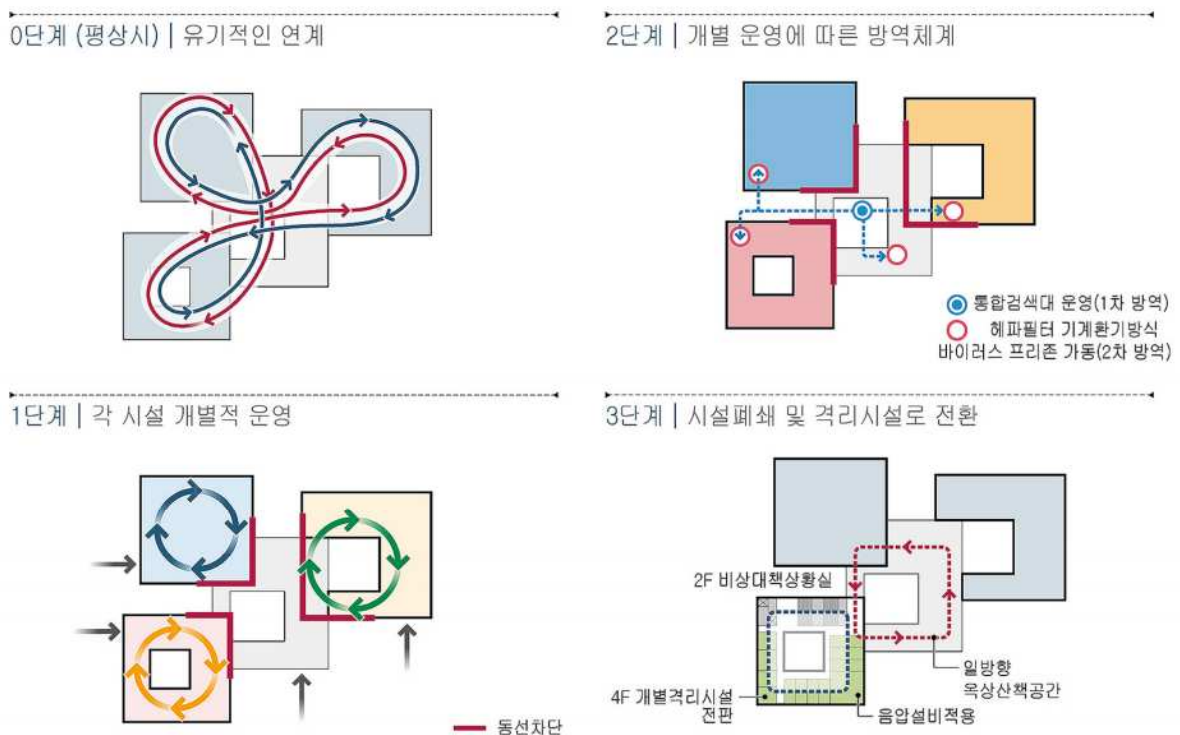 0단계 (평상시) | 유기적인 연계
2단계 | 개별 운영에 따른 방역체계
통합검색대 운영(1차 방역)
헤파필터 기계환기방식
바이러스 프리존 가동(2차 방역)
1단계 | 각 시설 개별적 운영
동선차단
3단계 | 시설폐쇄 및 격리시설로 전환
2F 비상대책상황실
일방향
옥상산책공간
4F 개별격리시설
전판
음압설비적용